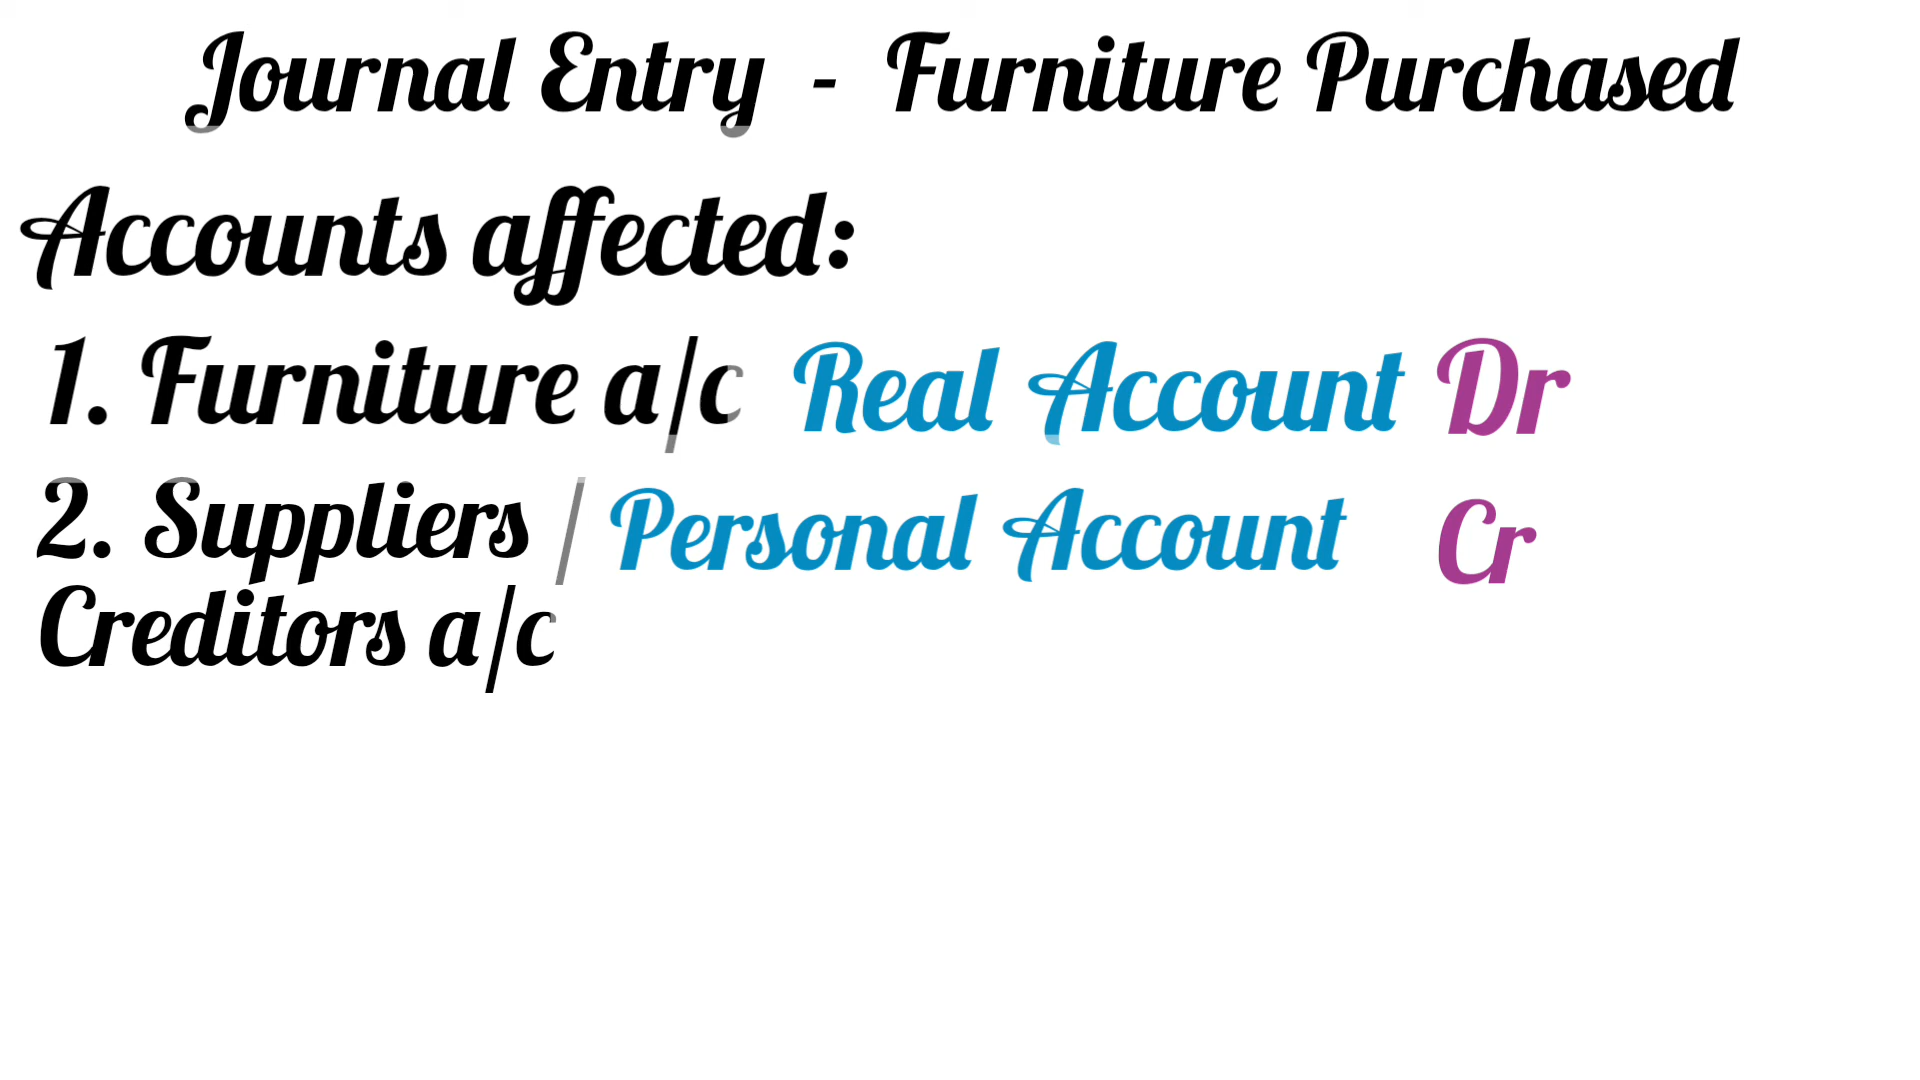 Journal Entry - Furniture Purchased
Accounts affected:
1. Furniture a/c Real Account Dr
2. Suppliers / Personal Account Cr
Creditors a/c